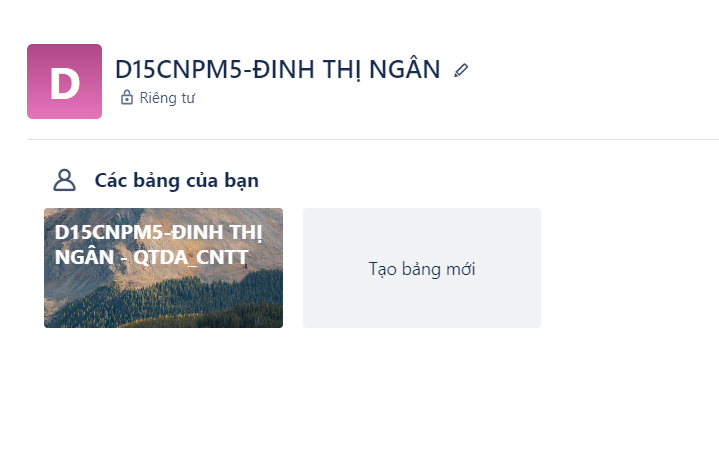 D
D15CNPM5-ĐINH THỊ NGÂN
Riêng tư
Các bảng của bạn
D15CNPM5-ĐINH THỊ
NGÂN - QTDA_CNTT
Tạo bảng mới